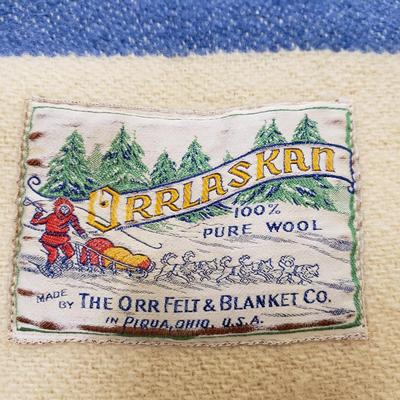 ORRLASKAN
100%
PURE WOOL
MADE BY THE ORR FELT & BLANKET CO.
IN PIQUA, OHIO, U.S.A.